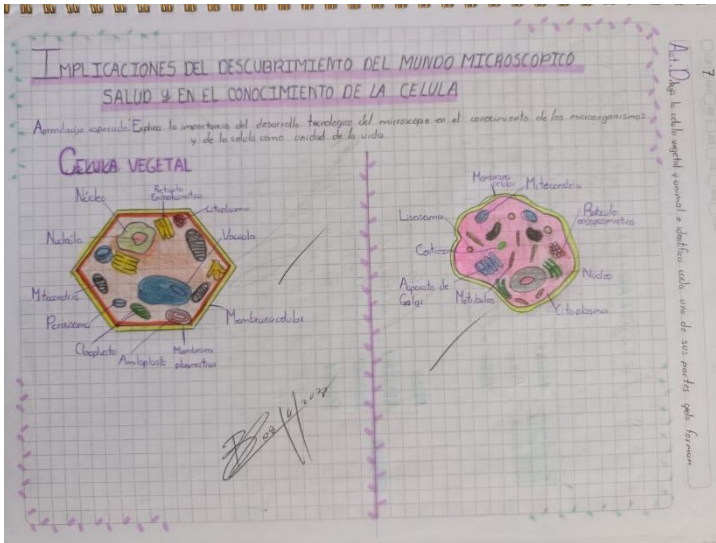 IMPLICACIONES DEL DESCUBRIMIENTO DEL MUNDO MICROSCOPICO
SALUD Y EN EL CONOCIMIENTO DE LA CELULA
Aprendizaje esperado: Explica la importancia del desarrollo tecnologico del microscopio en el conocimiento de los microorganismos
y de la celula como unidad de la vida
CELULA VEGETAL
Núcleo
Reticulo
Endoplasmatico
Citoplasma
Nucleolo
Vacuola
Mitocondria
Peroxisoma
Membrana celular
Cloroplasto
Amiloplasto
Membrana
plasmatica
Membrana
celular
Mitocondria
Lisosoma
Reticulo
endoplasmatico
Nucleo
Aparato de
Golgi
Citoplasma
7
Act: Dibuja la celula vegetal y animal e identifica cada una de sus partes que la forman